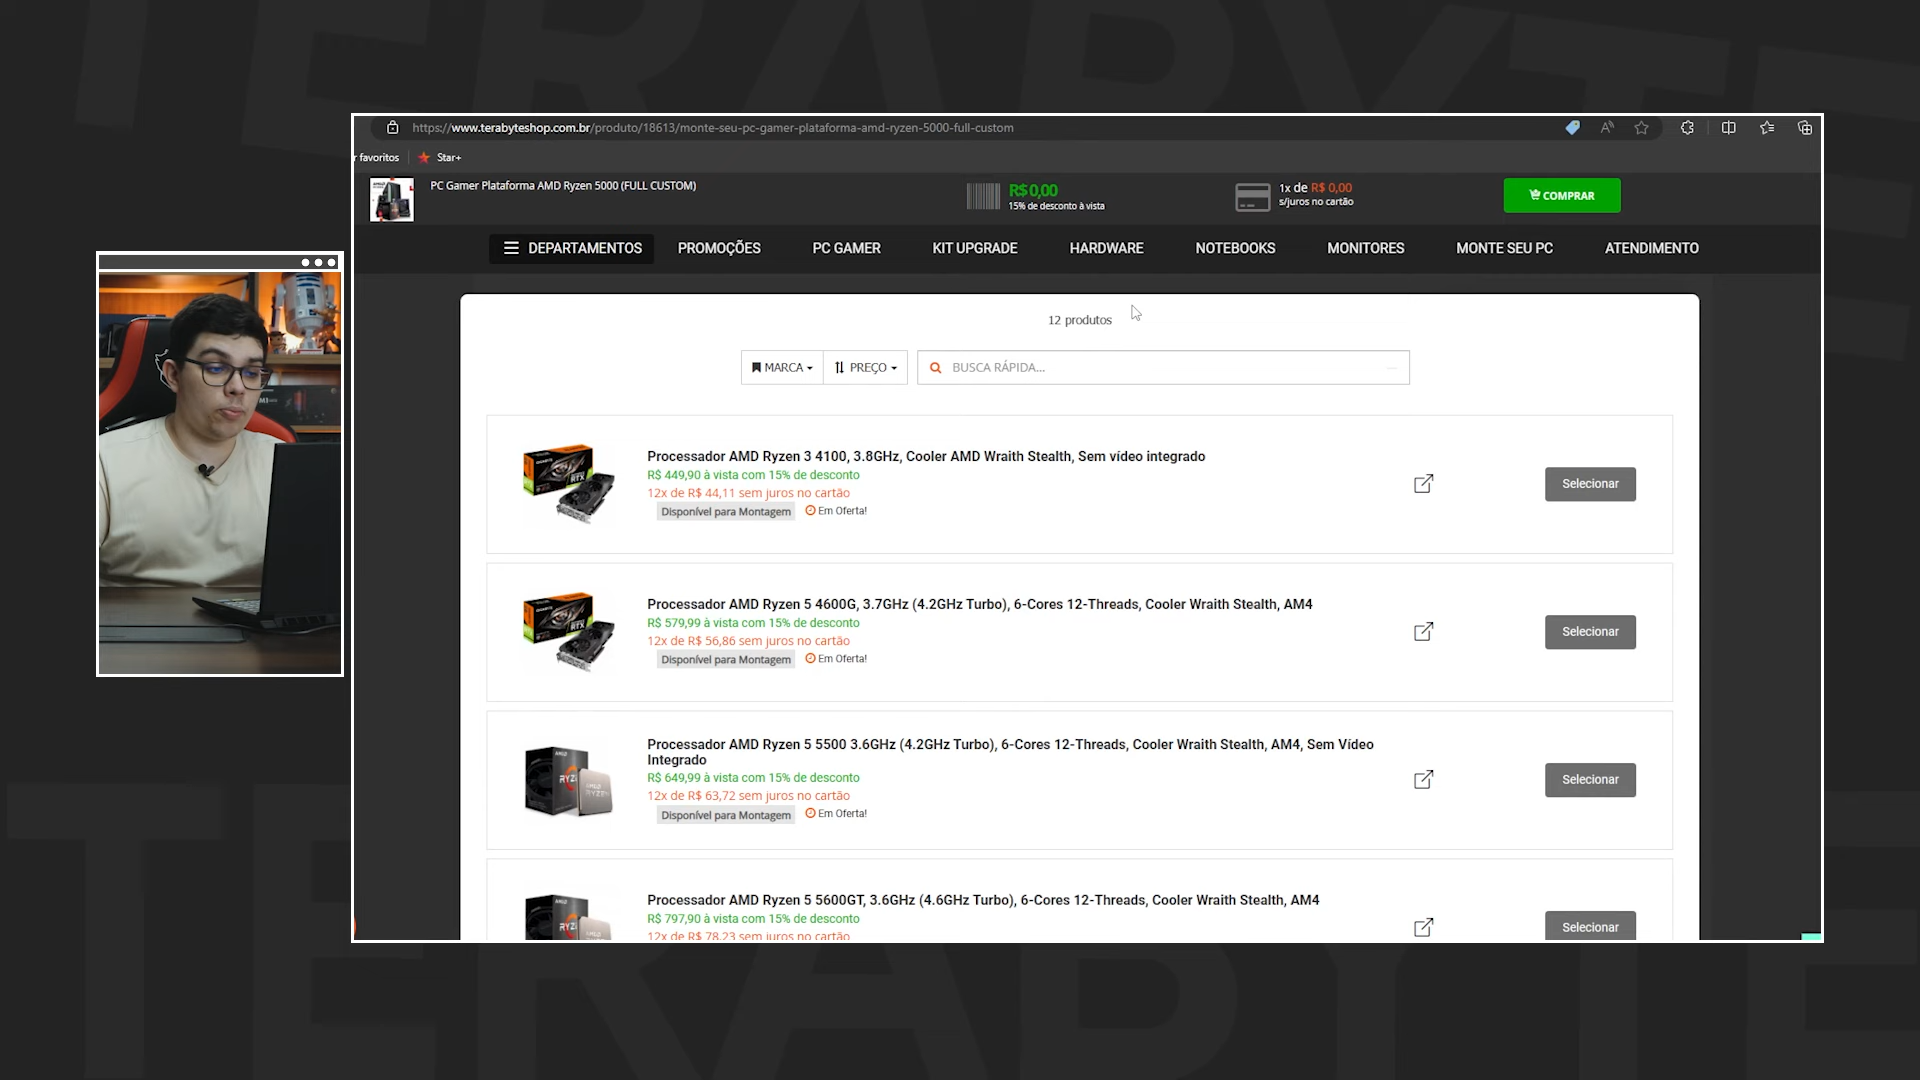 TERABYTE
https://www.terabyteshop.com.br/produto/18613/monte-seu-pc-gamer-plataforma-amd-ryzen-5000-full-custom
r favoritos
Star+
PC Gamer Plataforma AMD Ryzen 5000 (FULL CUSTOM)
R$ 0,00
15% de desconto à vista
1x de R$ 0,00
s/juros no cartão
COMPRAR
DEPARTAMENTOS PROMOÇÕES PC GAMER KIT UPGRADE HARDWARE NOTEBOOKS MONITORES MONTE SEU PC ATENDIMENTO
12 produtos
MARCA PREÇO BUSCA RÁPIDA...
Processador AMD Ryzen 3 4100, 3.8GHz, Cooler AMD Wraith Stealth, Sem vídeo integrado
R$ 449,90 à vista com 15% de desconto
12x de R$ 44,11 sem juros no cartão
Disponível para Montagem Em Oferta!
Selecionar
Processador AMD Ryzen 5 4600G, 3.7GHz (4.2GHz Turbo), 6-Cores 12-Threads, Cooler Wraith Stealth, AM4
R$ 579,99 à vista com 15% de desconto
12x de R$ 56,86 sem juros no cartão
Disponível para Montagem Em Oferta!
Selecionar
Processador AMD Ryzen 5 5500 3.6GHz (4.2GHz Turbo), 6-Cores 12-Threads, Cooler Wraith Stealth, AM4, Sem Vídeo
Integrado
R$ 649,99 à vista com 15% de desconto
12x de R$ 63,72 sem juros no cartão
Disponível para Montagem Em Oferta!
Selecionar
Processador AMD Ryzen 5 5600GT, 3.6GHz (4.6GHz Turbo), 6-Cores 12-Threads, Cooler Wraith Stealth, AM4
R$ 797,90 à vista com 15% de desconto
12x de R$ 78,23 sem juros no cartão
Selecionar
TERABYTE